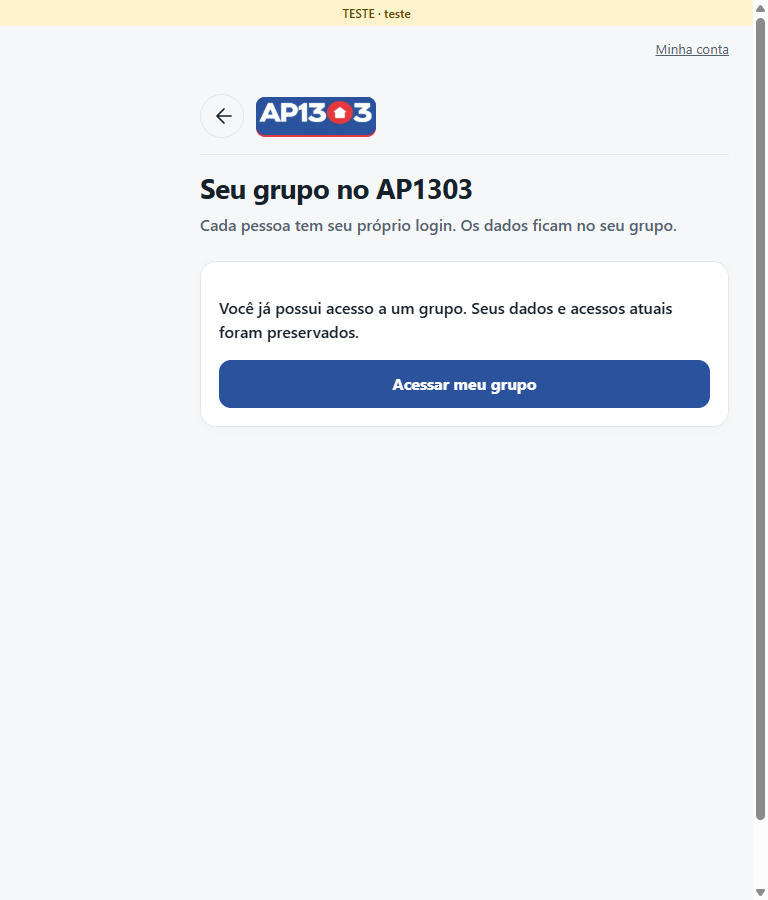 TESTE · teste
Minha conta
AP1303
Seu grupo no AP1303
Cada pessoa tem seu próprio login. Os dados ficam no seu grupo.
Você já possui acesso a um grupo. Seus dados e acessos atuais
foram preservados.
Acessar meu grupo